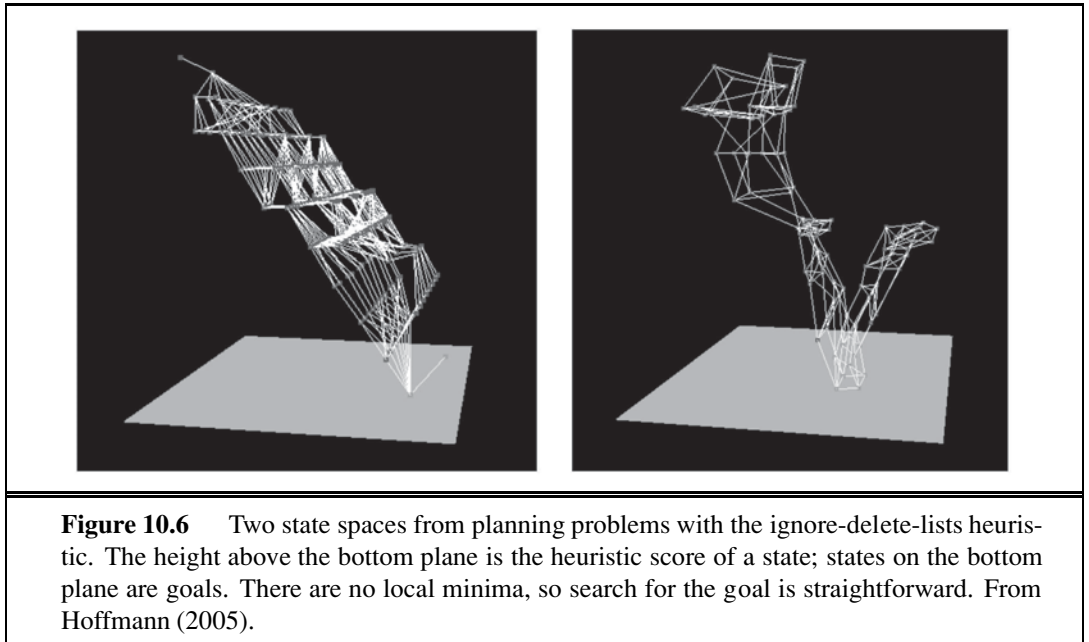 Figure 10.6 Two state spaces from planning problems with the ignore-delete-lists heuris-
tic. The height above the bottom plane is the heuristic score of a state; states on the bottom
plane are goals. There are no local minima, so search for the goal is straightforward. From
Hoffmann (2005).